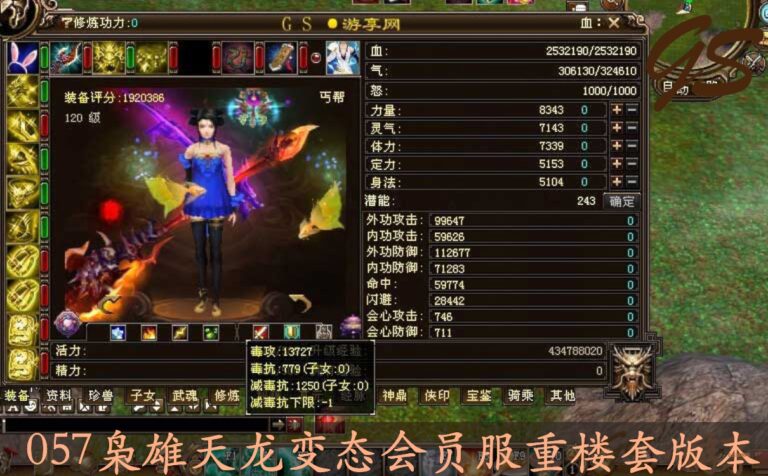 修炼功力:0
GS●游享网
血:
装备评分:1920386
丐帮
120 级
血: 2532190/2532190
气: 306130/324610
怒: 1000/1000
力量: 8343 0
灵气: 7143 0
体力: 7339 0
定力: 5153 0
身法: 5104 0
潜能: 243 确定
外功攻击: 99647 0
内功攻击: 59626 0
外功防御: 112677 0
内功防御: 71283 0
命中: 59774 0
闪避: 28442 0
会心攻击: 746 0
会心防御: 711 0
活力:
434788020
精力:
0
毒攻:13727
毒抗:779(子女:0)
减毒抗:1250(子女:0)
减毒抗下限:-1
装备 资料 珍兽 子女 武魂 修炼 神鼎 侠印 宝鉴 骑乘 其他
GS
自动
057枭雄天龙变态会员服重楼套版本